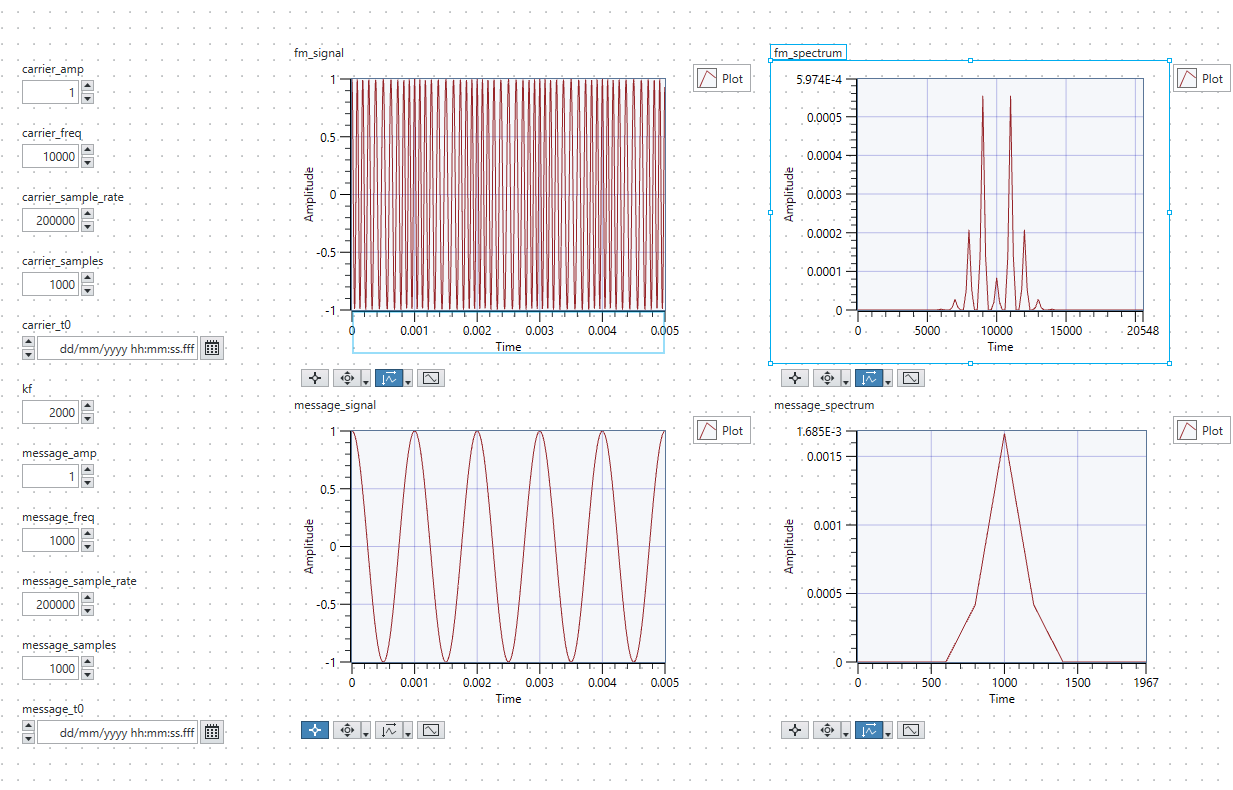 carrier_amp
1
carrier_freq
10000
carrier_sample_rate
200000
carrier_samples
1000
carrier_t0
dd/mm/yyyy hh:mm:ss.fff
kf
2000
message_amp
1
message_freq
1000
message_sample_rate
200000
message_samples
1000
message_t0
dd/mm/yyyy hh:mm:ss.fff
fm_signal
Plot
Amplitude
1
0.5
0
-0.5
-1
0 0.001 0.002 0.003 0.004 0.005
Time
fm_spectrum
Plot
Amplitude
5.974E-4
0.0005
0.0004
0.0003
0.0002
0.0001
0
0 5000 10000 15000 20548
Time
message_signal
Plot
Amplitude
1
0.5
0
-0.5
-1
0 0.001 0.002 0.003 0.004 0.005
Time
message_spectrum
Plot
Amplitude
1.685E-3
0.0015
0.001
0.0005
0
0 500 1000 1500 1967
Time